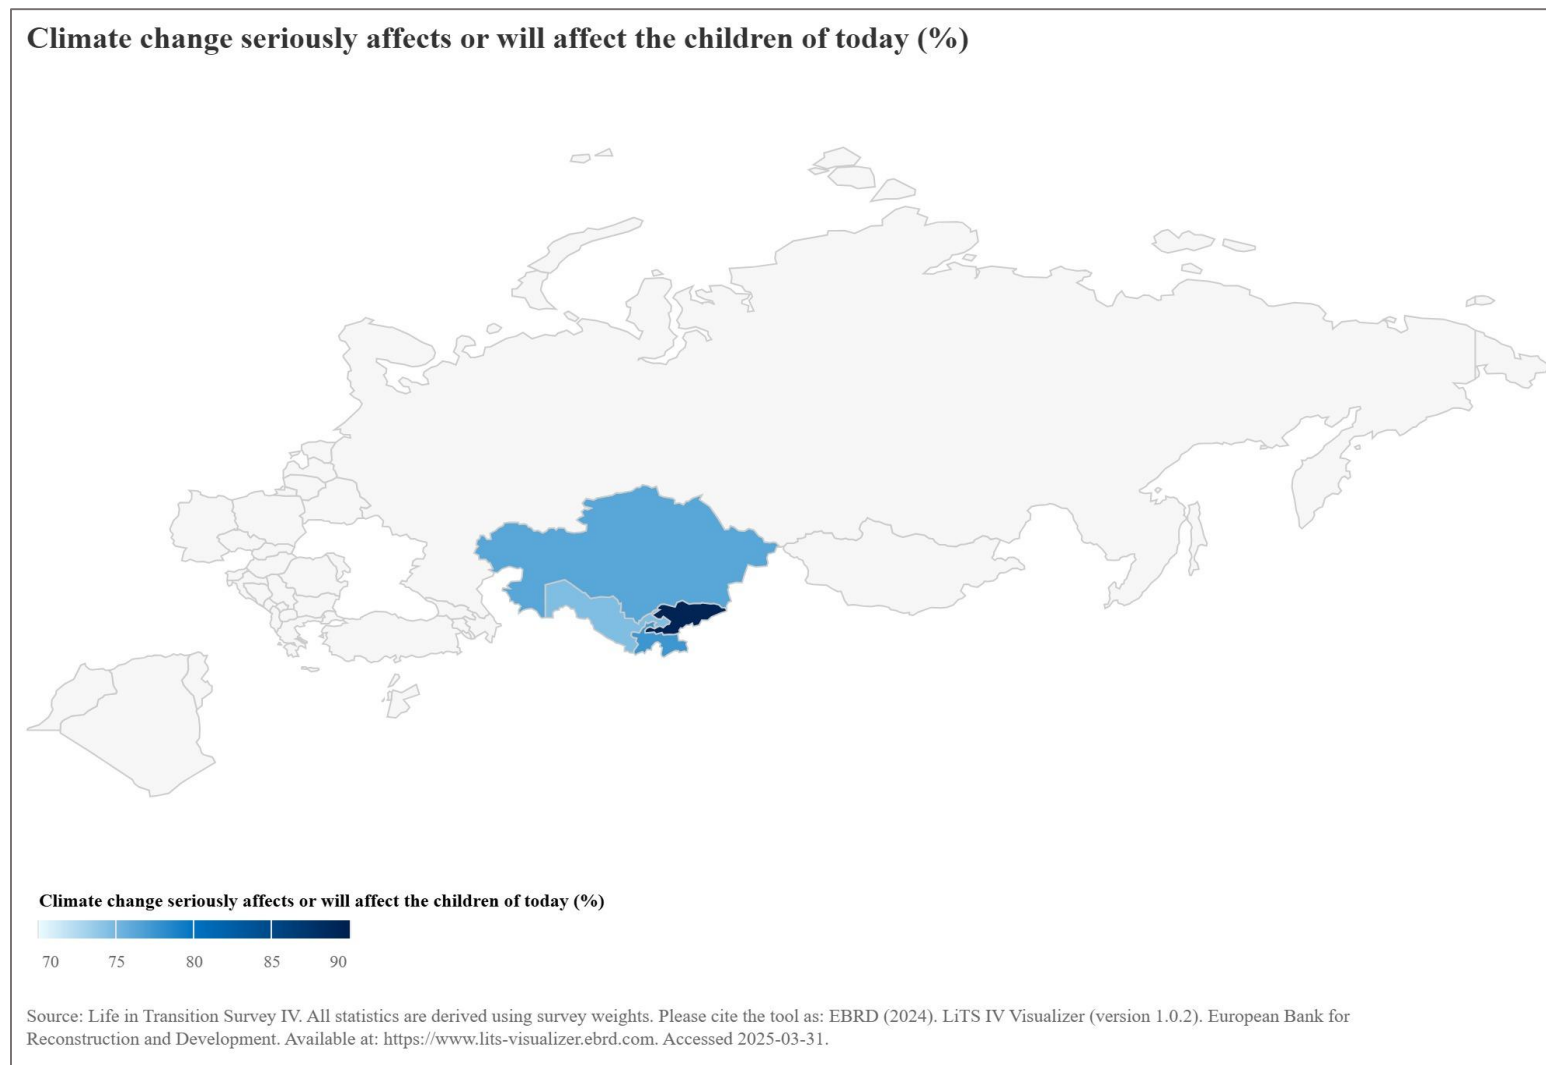 Climate change seriously affects or will affect the children of today (%)
Climate change seriously affects or will affect the children of today (%)
70 75 80 85 90
Source: Life in Transition Survey IV. All statistics are derived using survey weights. Please cite the tool as: EBRD (2024). LiTS IV Visualizer (version 1.0.2). European Bank for
Reconstruction and Development. Available at: https://www.lits-visualizer.ebrd.com. Accessed 2025-03-31.